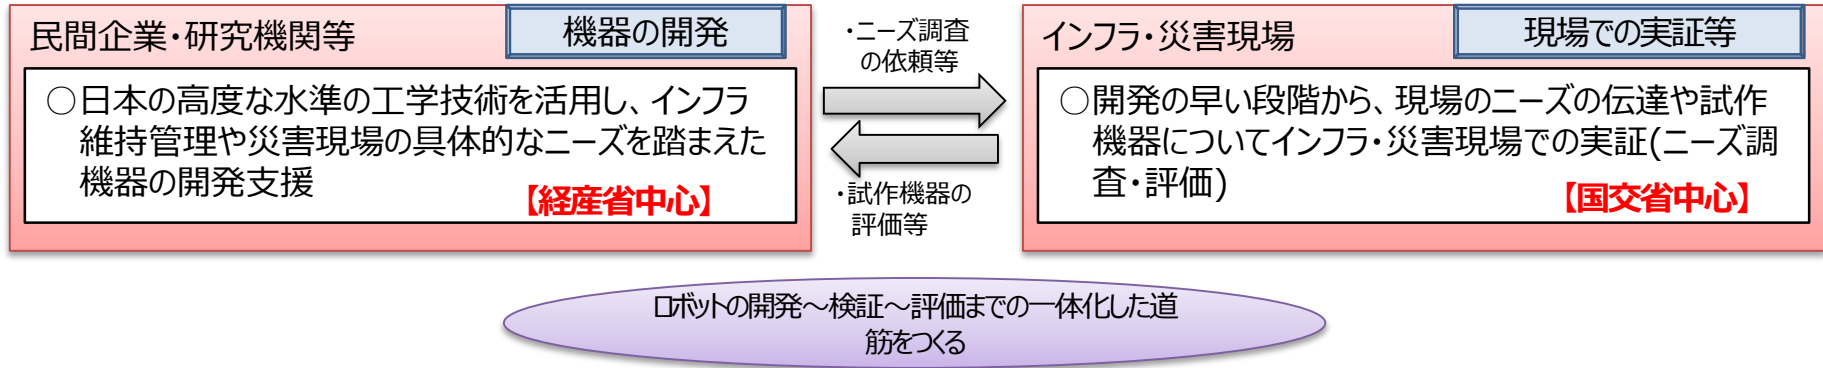 民間企業・研究機関等
機器の開発
○日本の高度な水準の工学技術を活用し、インフラ
維持管理や災害現場の具体的なニーズを踏まえた
機器の開発支援
【経産省中心】
・ニーズ調査
の依頼等
・試作機器の
評価等
インフラ・災害現場
現場での実証等
○開発の早い段階から、現場のニーズの伝達や試作
機器についてインフラ・災害現場での実証(ニーズ調
査・評価)
【国交省中心】
ロボットの開発～検証～評価までの一体化した道
筋をつくる